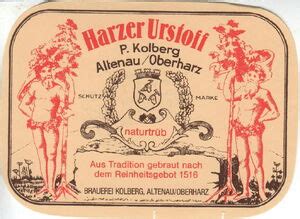 Harzer Urstoff
P. Kolberg
Altenau/Oberharz
SCHUTZ MARKE
naturtrüb
Aus Tradition gebraut nach
dem Reinheitsgebot 1516
BRAUEREI KOLBERG, ALTENAU/OBERHARZ